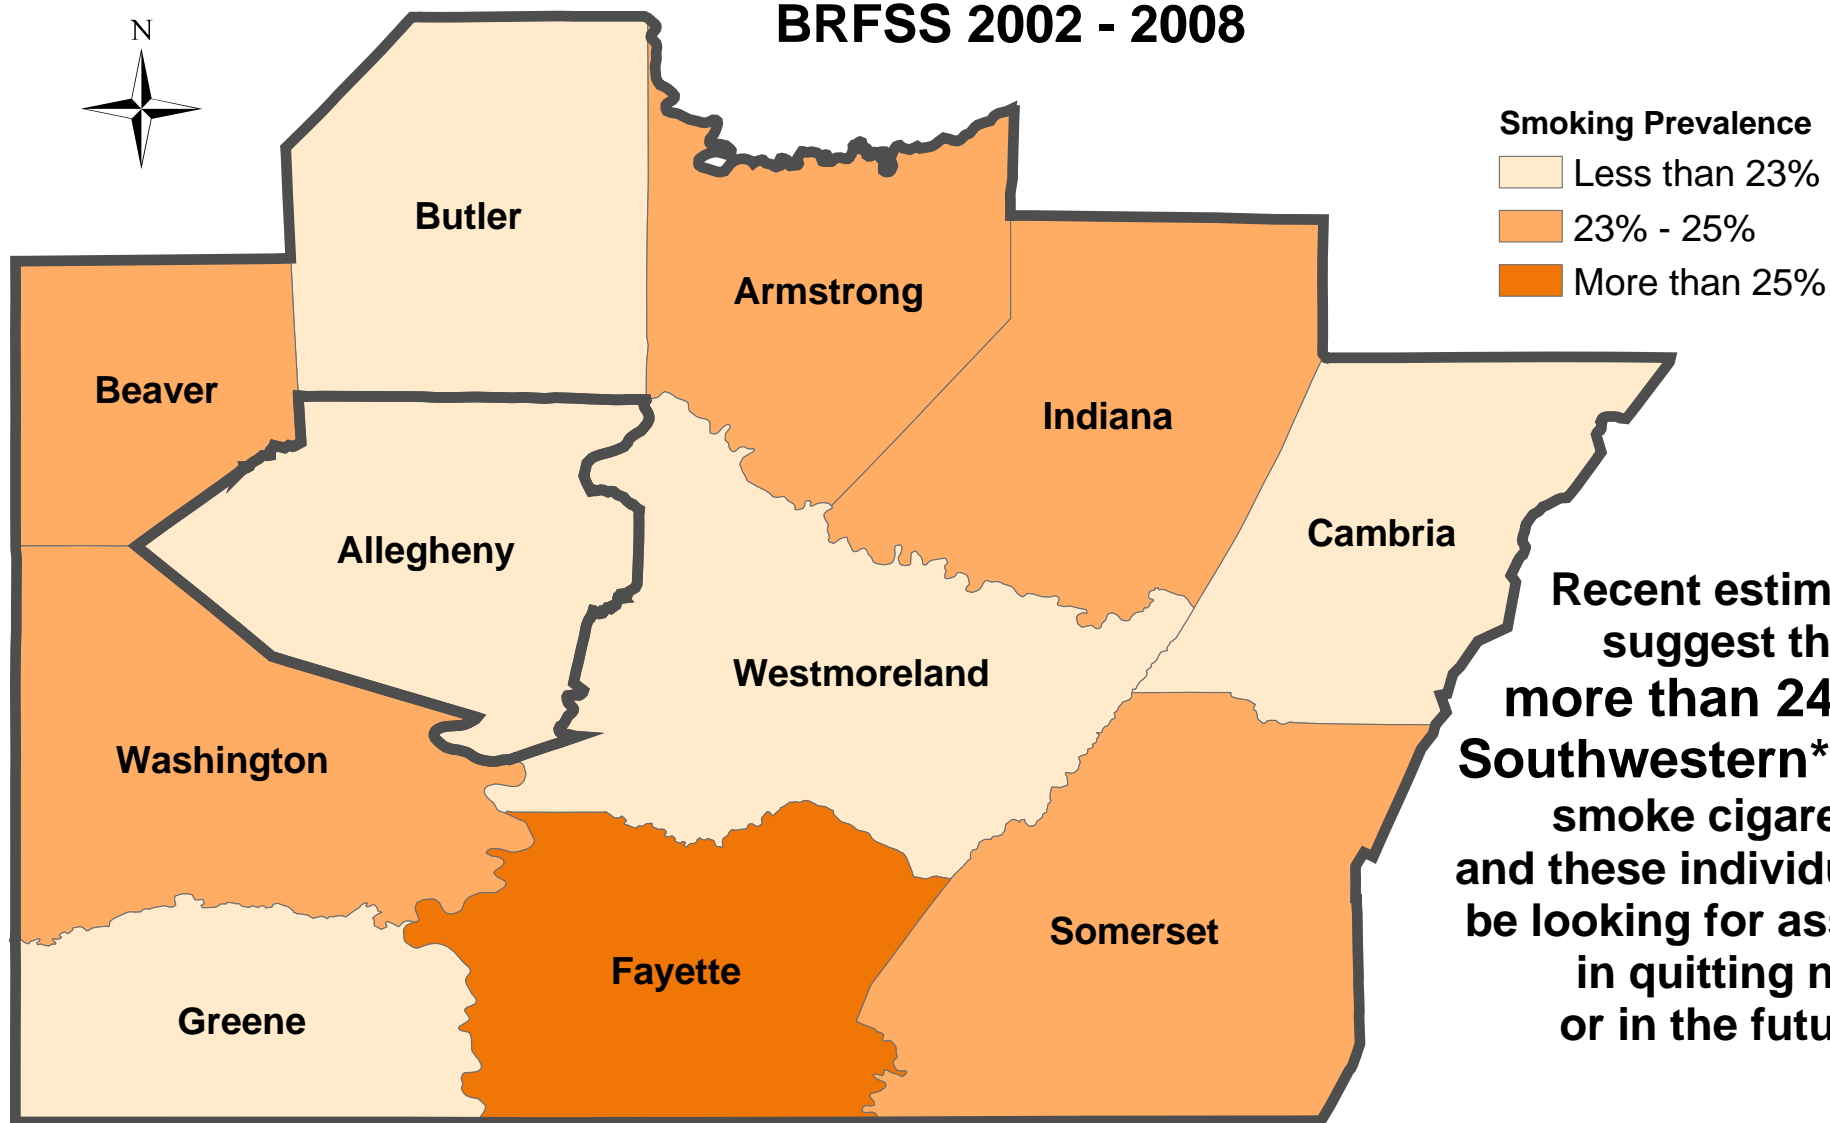 BRFSS 2002 - 2008
N
Smoking Prevalence
Less than 23%
23% - 25%
More than 25%
Butler
Armstrong
Beaver
Indiana
Allegheny
Cambria
Westmoreland
Washington
Somerset
Fayette
Greene
Recent estim
suggest th
more than 24
Southwestern*
smoke cigare
and these individu
be looking for ass
in quitting n
or in the futu